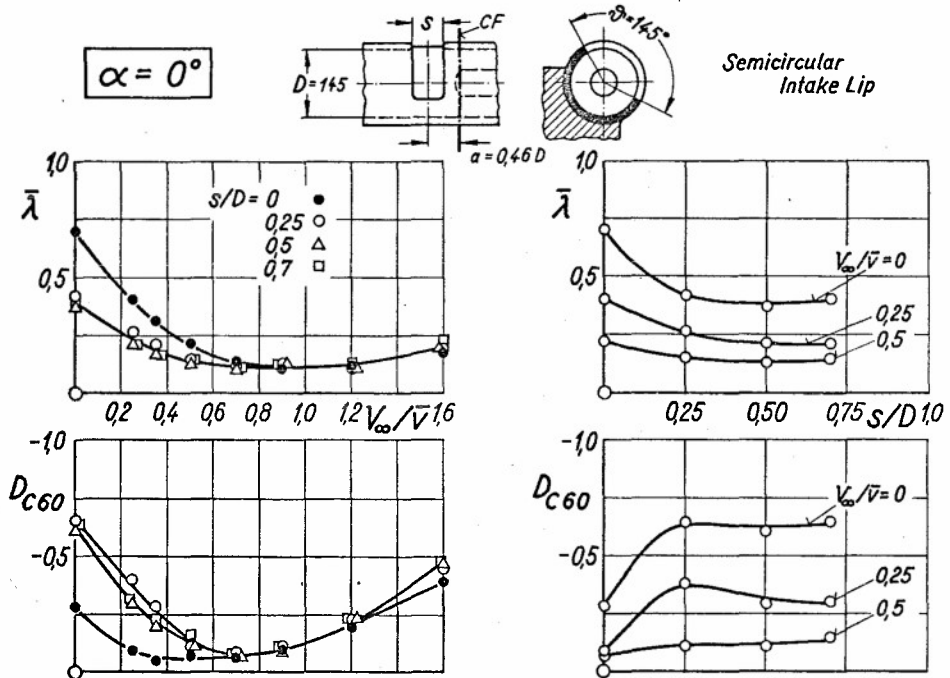 α = 0°
s
CF
D = 145
a = 0,46 D
ϑ = 145°
Semicircular
Intake Lip
1,0
λ̄
0,5
s/D = 0
0,25
0,5
0,7
0,2 0,4 0,6 0,8 1,0 1,2 V∞/v̄ 1,6
1,0
λ̄
0,5
V∞/v̄ = 0
0,25
0,5
0,25 0,50 0,75 s/D 1,0
-1,0
DC60
-0,5
-1,0
DC60
-0,5
V∞/v̄ = 0
0,25
0,5